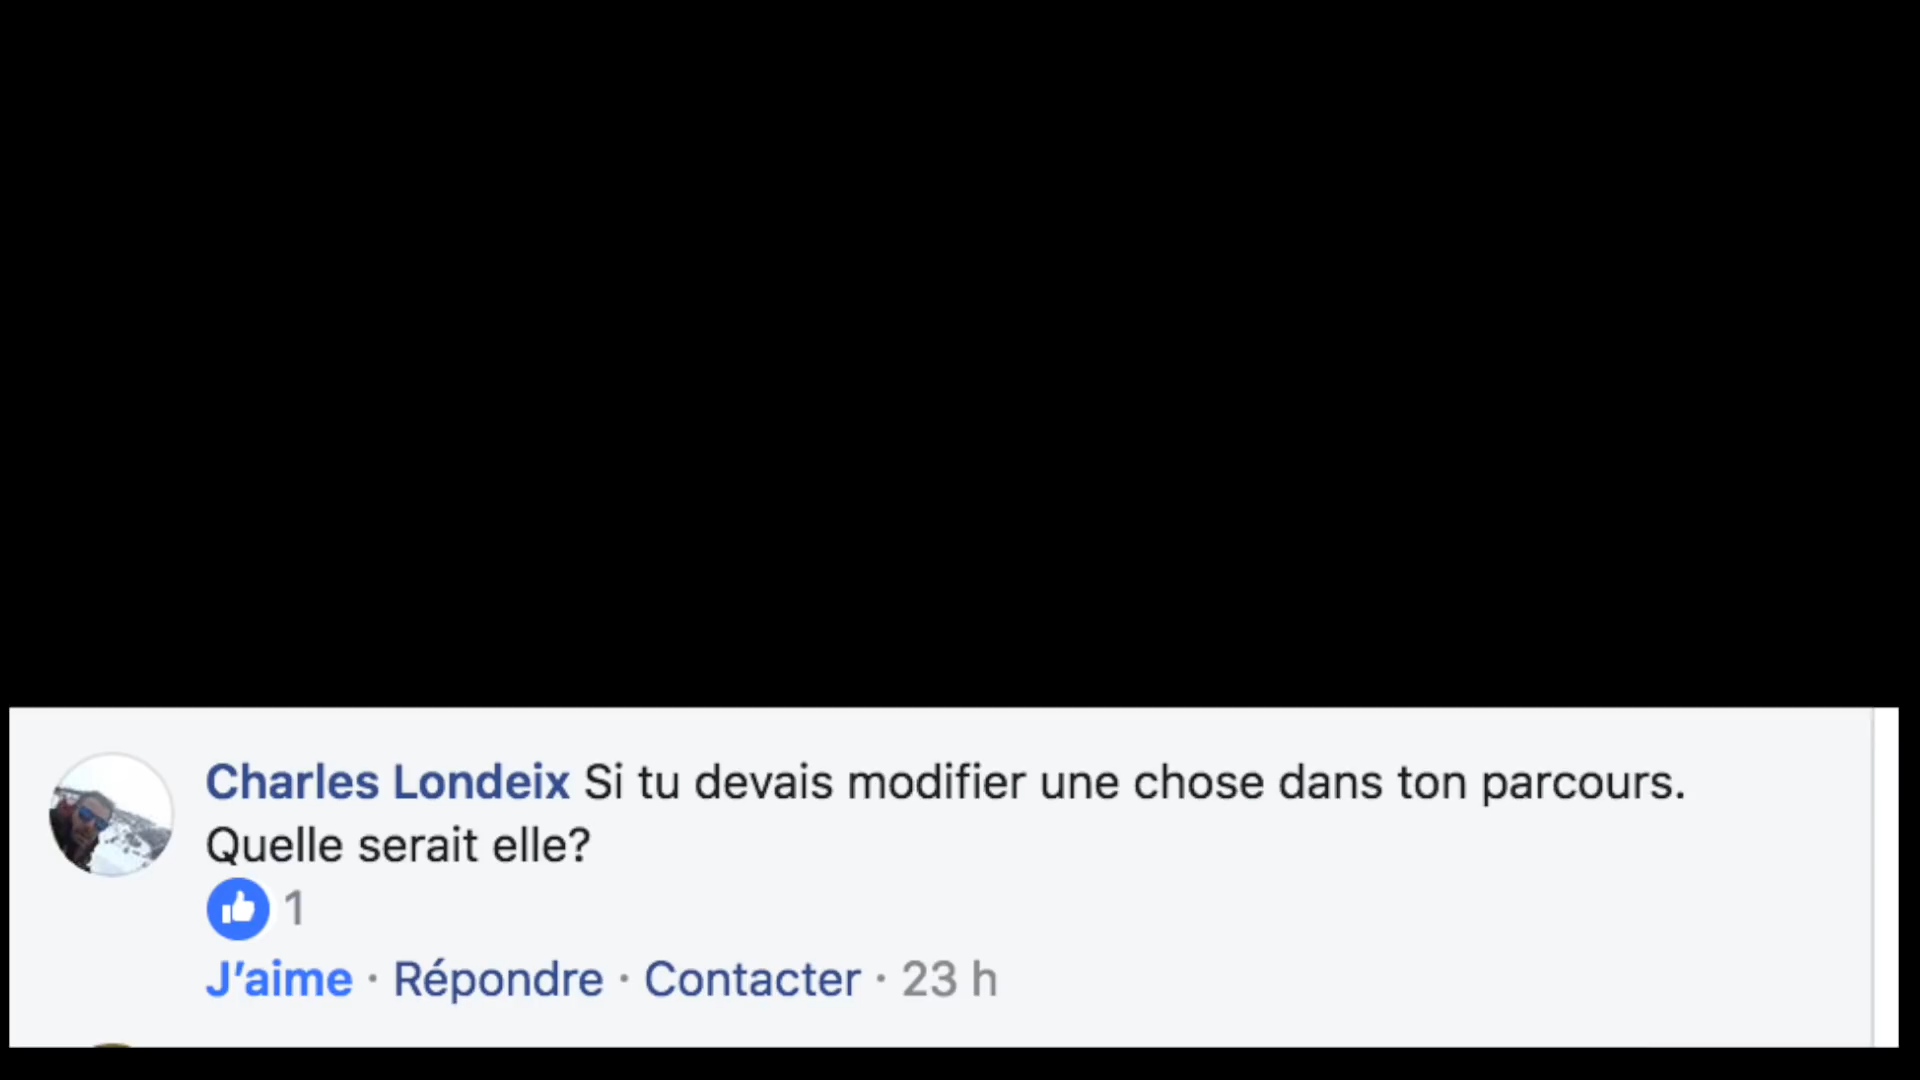 Charles Londeix Si tu devais modifier une chose dans ton parcours.
Quelle serait elle?
1
J’aime · Répondre · Contacter · 23 h